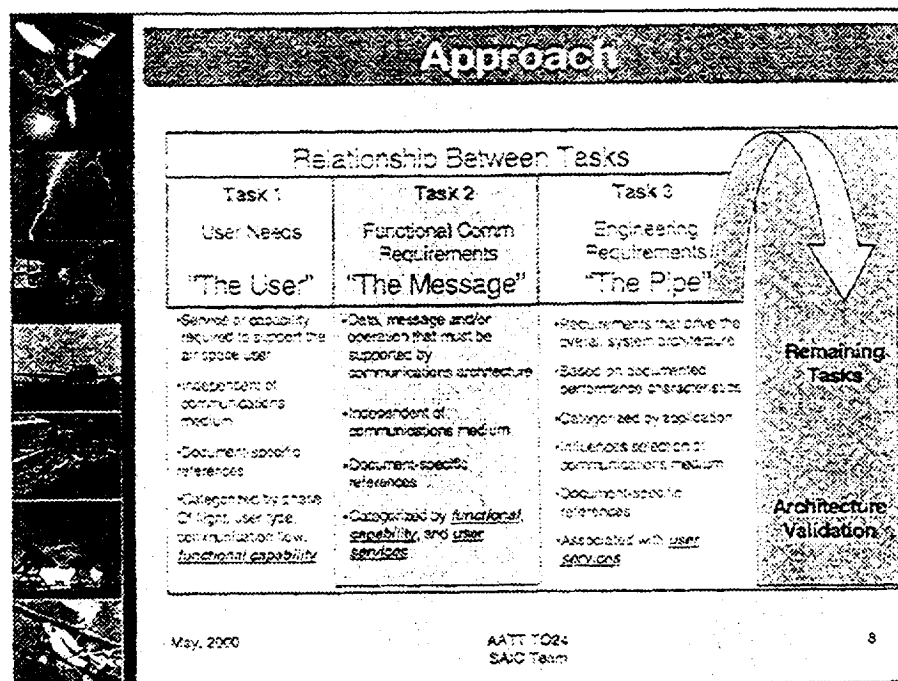 Approach
Relationship Between Tasks
Task 1
User Needs
"The User"
•Service or capability
required to support the
air space user
•Independent of
communications
medium
•Document-specific
references
•Categorized by phase
Of flight, user type,
communication flow,
functional capability
Task 2
Functional Comm
Requirements
"The Message"
•Data, message and/or
operation that must be
supported by
communications architecture
•Independent of
communications medium
•Document-specific
references
•Categorized by functional
capability, and user
services
Task 3
Engineering
Requirements
"The Pipe"
•Requirements that drive the
overall system architecture
•Based on documented
performance characteristics
•Categorized by application
•Influences selection of
communications medium
•Document-specific
references
•Associated with user
services
Remaining
Tasks
Architecture
Validation
May, 2000
AATT TO24
SAIC Team
8